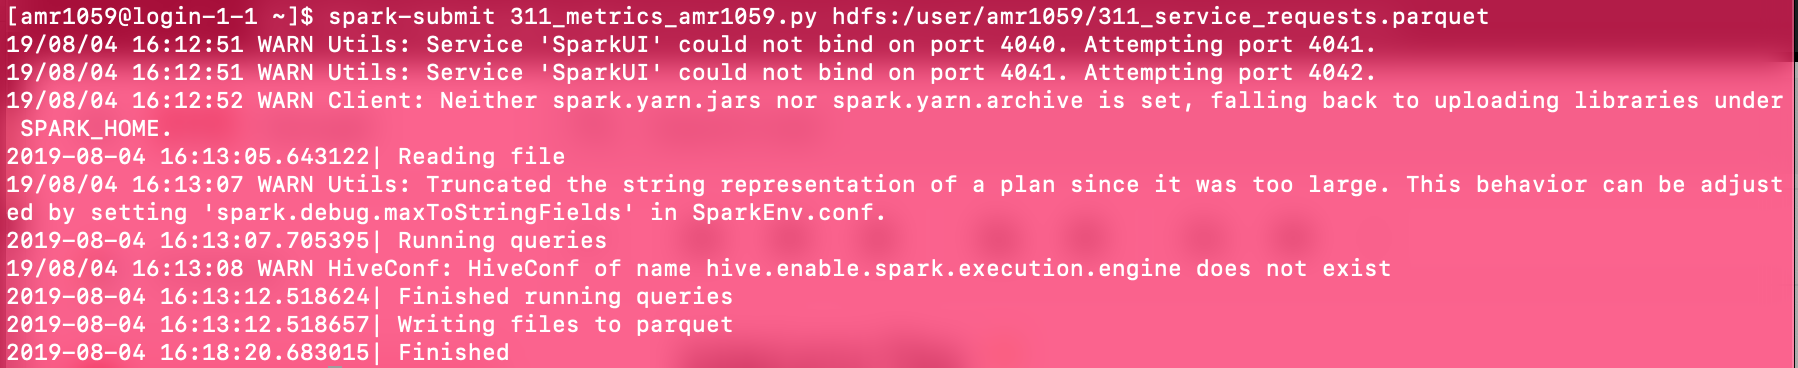 [amr1059@login-1-1 ~]$ spark-submit 311_metrics_amr1059.py hdfs:/user/amr1059/311_service_requests.parquet
19/08/04 16:12:51 WARN Utils: Service 'SparkUI' could not bind on port 4040. Attempting port 4041.
19/08/04 16:12:51 WARN Utils: Service 'SparkUI' could not bind on port 4041. Attempting port 4042.
19/08/04 16:12:52 WARN Client: Neither spark.yarn.jars nor spark.yarn.archive is set, falling back to uploading libraries under
 SPARK_HOME.
2019-08-04 16:13:05.643122| Reading file
19/08/04 16:13:07 WARN Utils: Truncated the string representation of a plan since it was too large. This behavior can be adjust
ed by setting 'spark.debug.maxToStringFields' in SparkEnv.conf.
2019-08-04 16:13:07.705395| Running queries
19/08/04 16:13:08 WARN HiveConf: HiveConf of name hive.enable.spark.execution.engine does not exist
2019-08-04 16:13:12.518624| Finished running queries
2019-08-04 16:13:12.518657| Writing files to parquet
2019-08-04 16:18:20.683015| Finished